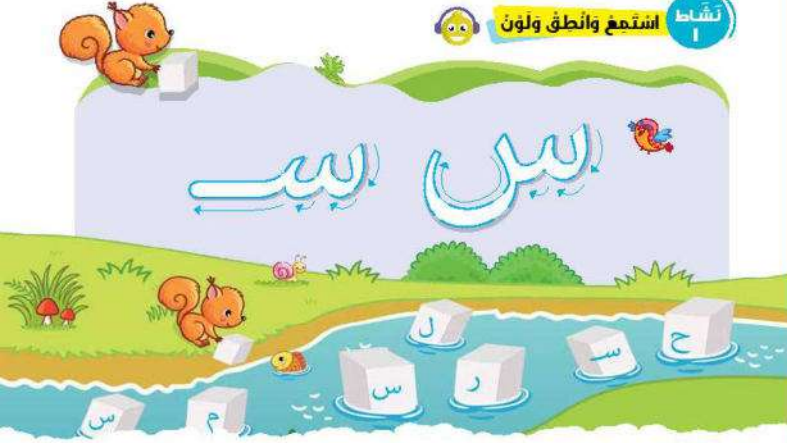 نَشَاط
١
اسْتَمِعْ وَانْطِقْ وَلَوِّنْ
س سـ
ل
ح
سـ
ر
س
م
س